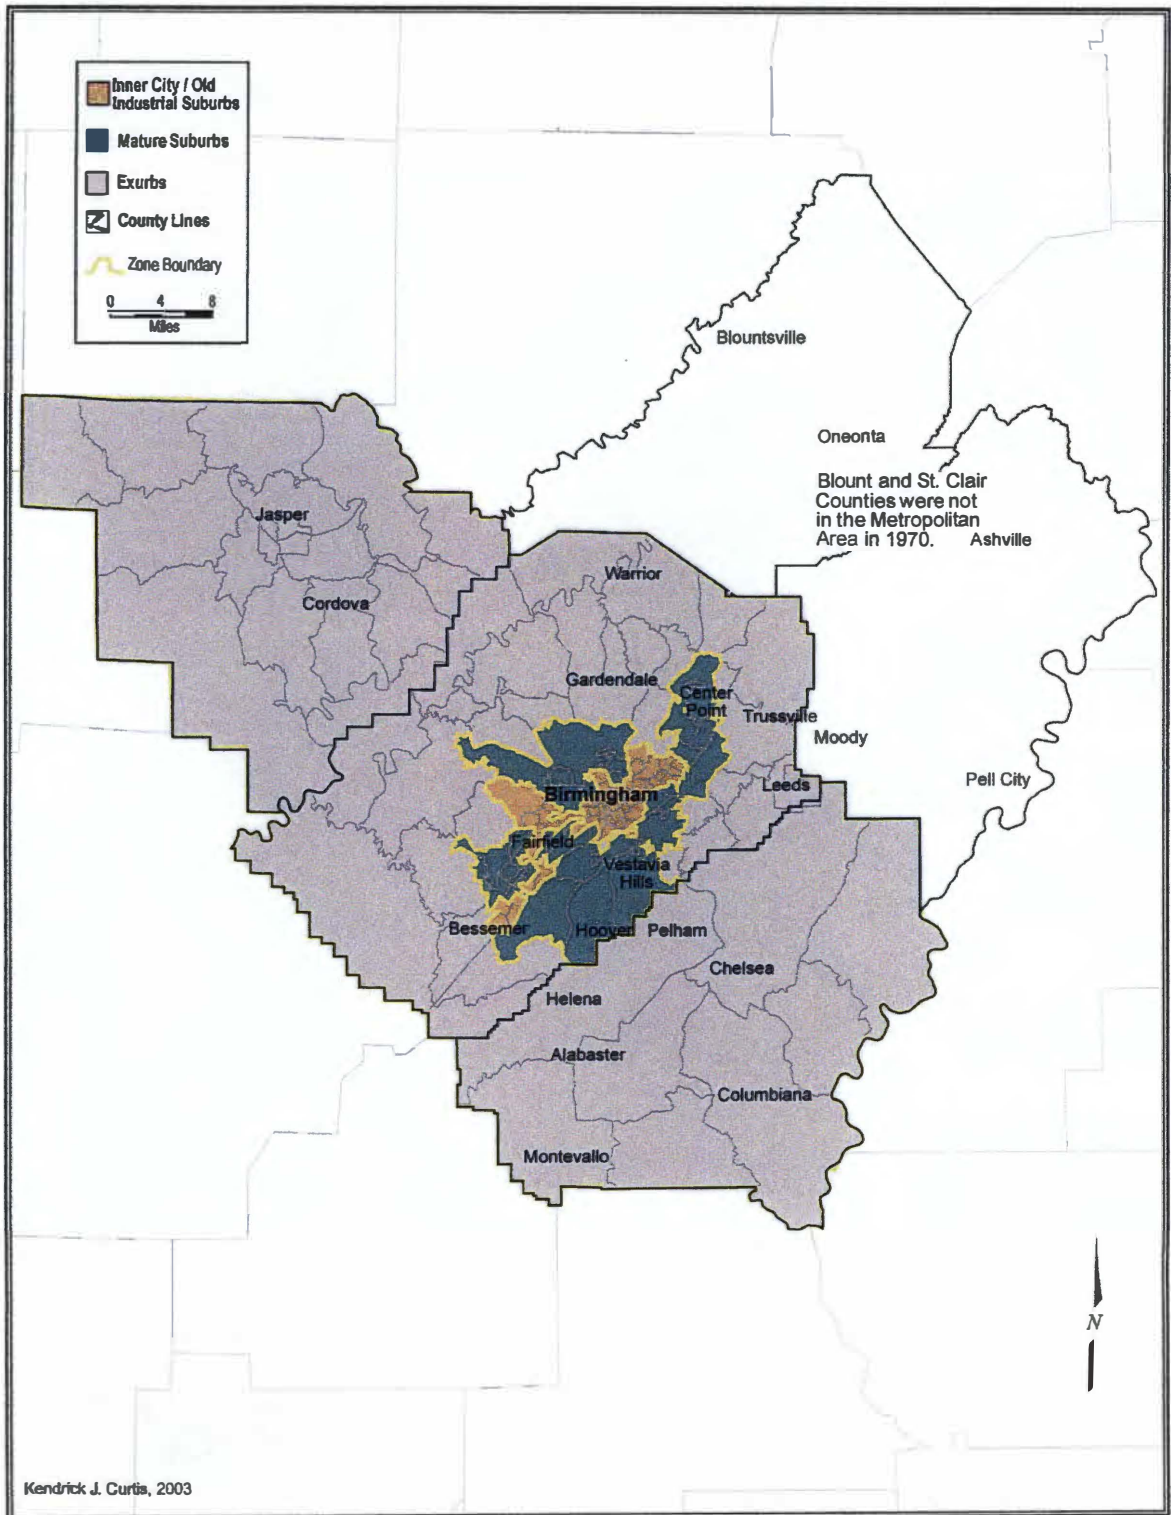 Inner City / Old
Industrial Suburbs
Mature Suburbs
Exurbs
County Lines
Zone Boundary
0 4 8
Miles
Blountsville
Oneonta
Blount and St. Clair
Counties were not
in the Metropolitan
Area in 1970.
Ashville
Jasper
Warrior
Cordova
Gardendale
Center
Point
Trussville
Moody
Pell City
Leeds
Birmingham
Fairfield
Vestavia
Hills
Bessemer
Hoover
Pelham
Chelsea
Helena
Alabaster
Columbiana
Montevallo
N
Kendrick J. Curtis, 2003